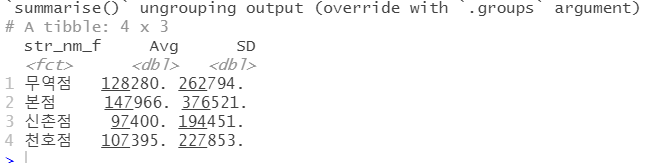 `summarise()` ungrouping output (override with `.groups` argument)
# A tibble: 4 x 3
str_nm_f Avg SD
<fct> <dbl> <dbl>
1 무역점 128280. 262794.
2 본점 147966. 376521.
3 신촌점 97400. 194451.
4 천호점 107395. 227853.
>